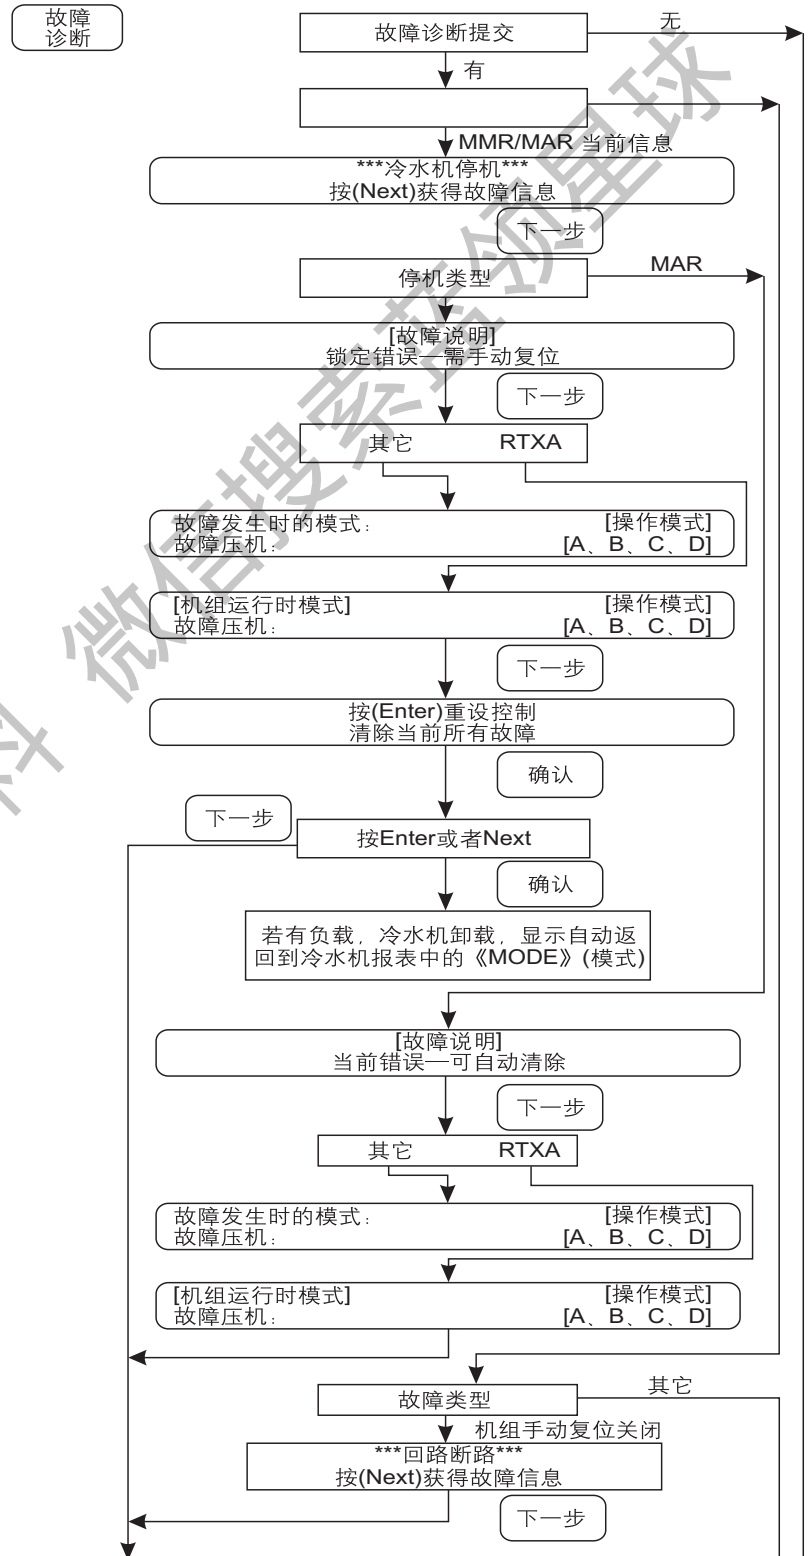 故障
诊断
故障诊断提交
无
有
MMR/MAR 当前信息
***冷水机停机***
按(Next)获得故障信息
下一步
停机类型
MAR
[故障说明]
锁定错误—需手动复位
下一步
其它 RTXA
故障发生时的模式： [操作模式]
故障压机： [A、B、C、D]
[机组运行时模式] [操作模式]
故障压机： [A、B、C、D]
下一步
按(Enter)重设控制
清除当前所有故障
确认
下一步
按Enter或者Next
确认
若有负载，冷水机卸载，显示自动返
回到冷水机报表中的《MODE》(模式)
[故障说明]
当前错误—可自动清除
下一步
其它 RTXA
故障发生时的模式： [操作模式]
故障压机： [A、B、C、D]
[机组运行时模式] [操作模式]
故障压机： [A、B、C、D]
故障类型
其它
机组手动复位关闭
***回路断路***
按(Next)获得故障信息
下一步
料 微信搜索蓝领星球